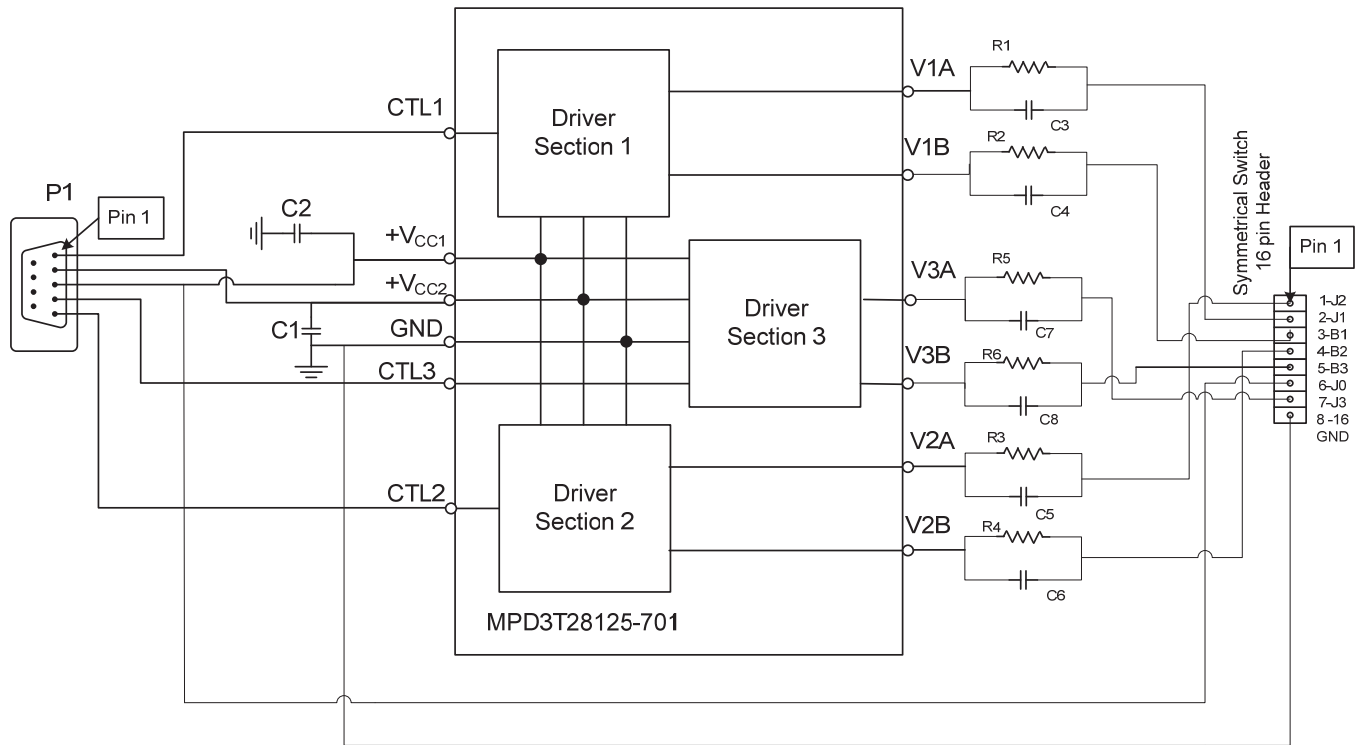 P1
Pin 1
CTL1
C2
+VCC1
+VCC2
C1
GND
CTL3
CTL2
Driver
Section 1
Driver
Section 3
Driver
Section 2
MPD3T28125-701
V1A
R1
C3
V1B
R2
C4
V3A
R5
C7
V3B
R6
C8
V2A
R3
C5
V2B
R4
C6
Symmetrical Switch
16 pin Header
Pin 1
1-J2
2-J1
3-B1
4-B2
5-B3
6-J0
7-J3
8 -16
GND